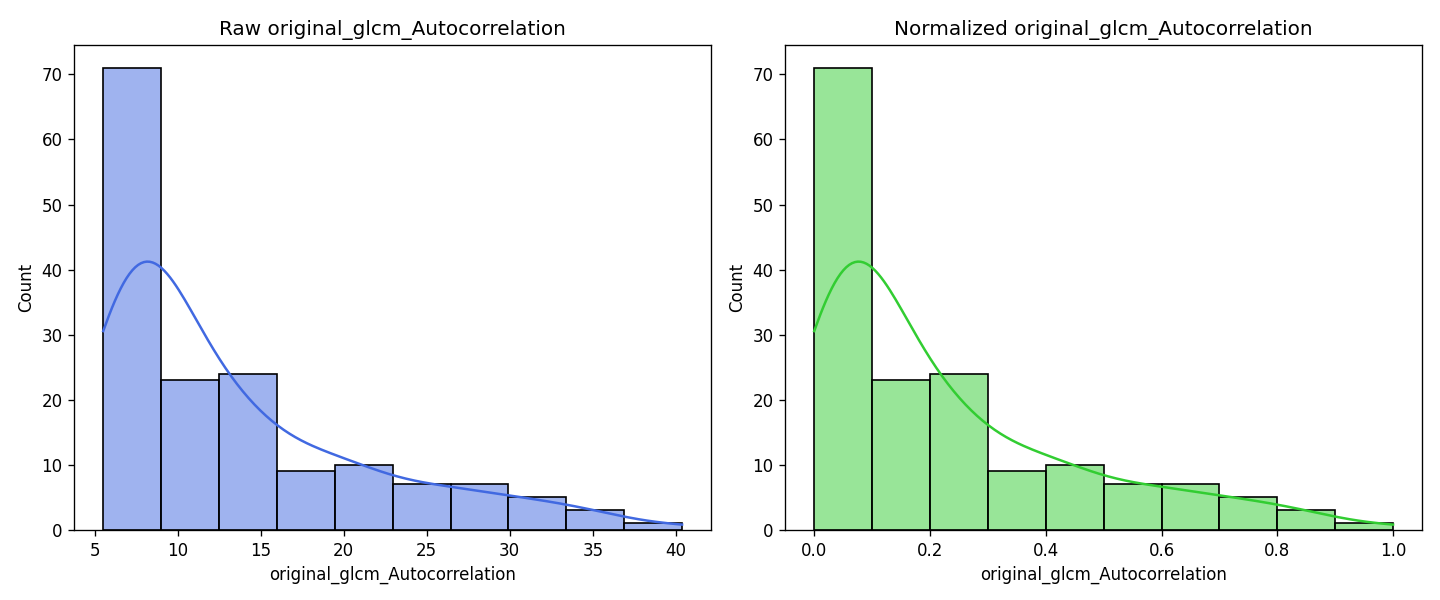 Raw original_glcm_Autocorrelation
Count
70
60
50
40
30
20
10
0
5 10 15 20 25 30 35 40
original_glcm_Autocorrelation
Normalized original_glcm_Autocorrelation
Count
70
60
50
40
30
20
10
0
0.0 0.2 0.4 0.6 0.8 1.0
original_glcm_Autocorrelation